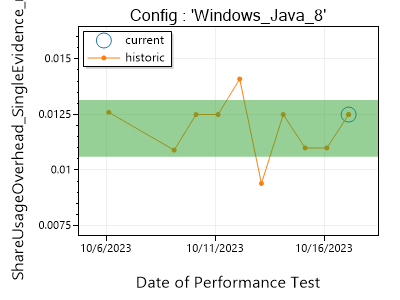 Config : 'Windows_Java_8'
current
historic
0.015
0.0125
0.01
0.0075
10/6/2023
10/11/2023
10/16/2023
Date of Performance Test
ShareUsageOverhead_SingleEvidence_